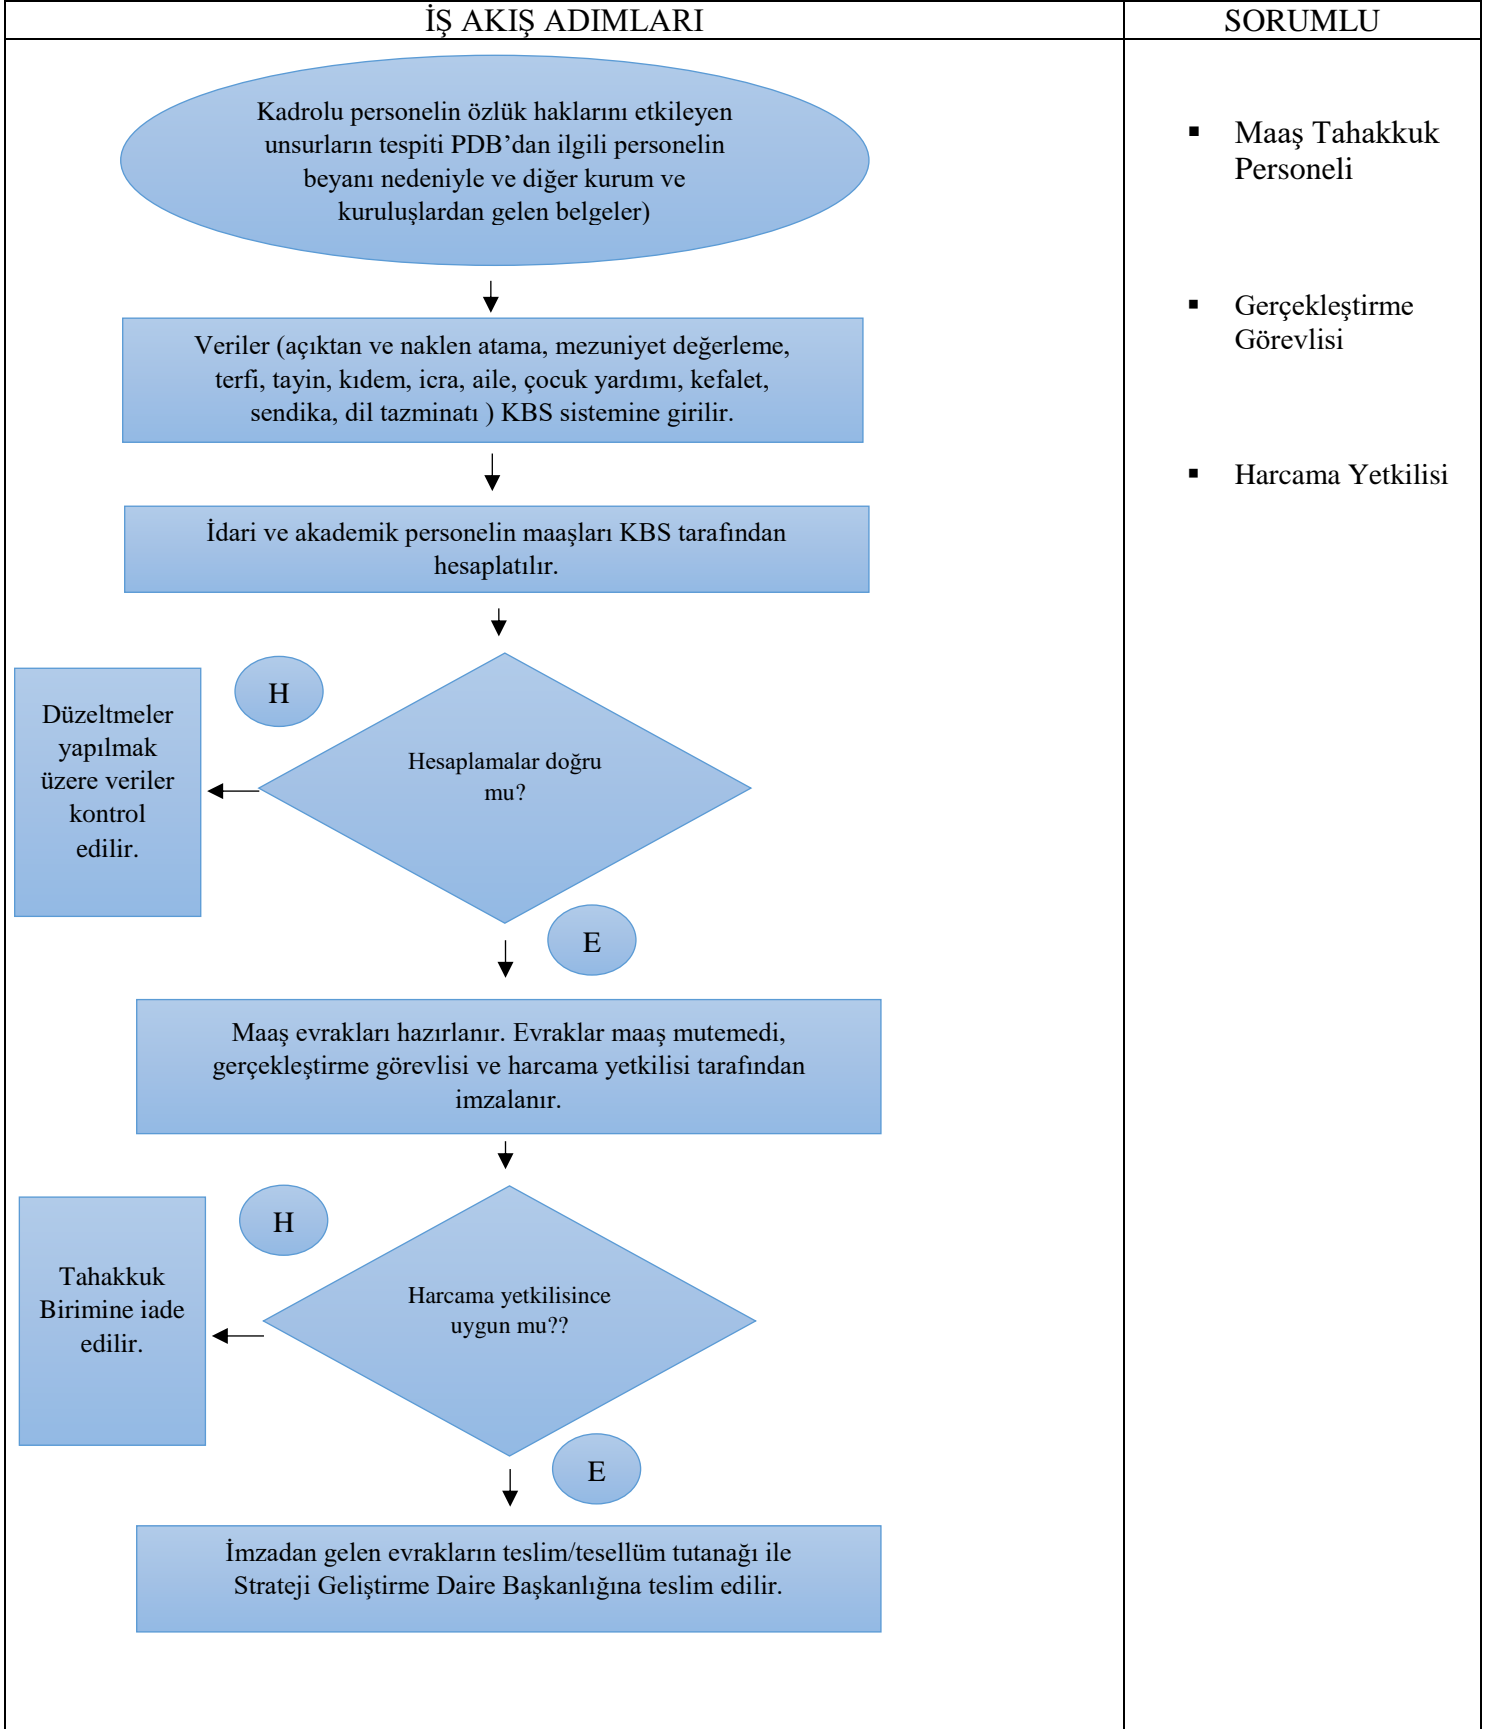 İŞ AKIŞ ADIMLARI
SORUMLU
Kadrolu personelin özlük haklarını etkileyen
unsurların tespiti PDB’dan ilgili personelin
beyanı nedeniyle ve diğer kurum ve
kuruluşlardan gelen belgeler)
Veriler (açıktan ve naklen atama, mezuniyet değerleme,
terfi, tayin, kıdem, icra, aile, çocuk yardımı, kefalet,
sendika, dil tazminatı ) KBS sistemine girilir.
İdari ve akademik personelin maaşları KBS tarafından
hesaplatılır.
H
Düzeltmeler
yapılmak
üzere veriler
kontrol
edilir.
Hesaplamalar doğru
mu?
E
Maaş evrakları hazırlanır. Evraklar maaş mutemedi,
gerçekleştirme görevlisi ve harcama yetkilisi tarafından
imzalanır.
H
Tahakkuk
Birimine iade
edilir.
Harcama yetkilisince
uygun mu??
E
İmzadan gelen evrakların teslim/tesellüm tutanağı ile
Strateji Geliştirme Daire Başkanlığına teslim edilir.
▪ Maaş Tahakkuk
Personeli
▪ Gerçekleştirme
Görevlisi
▪ Harcama Yetkilisi